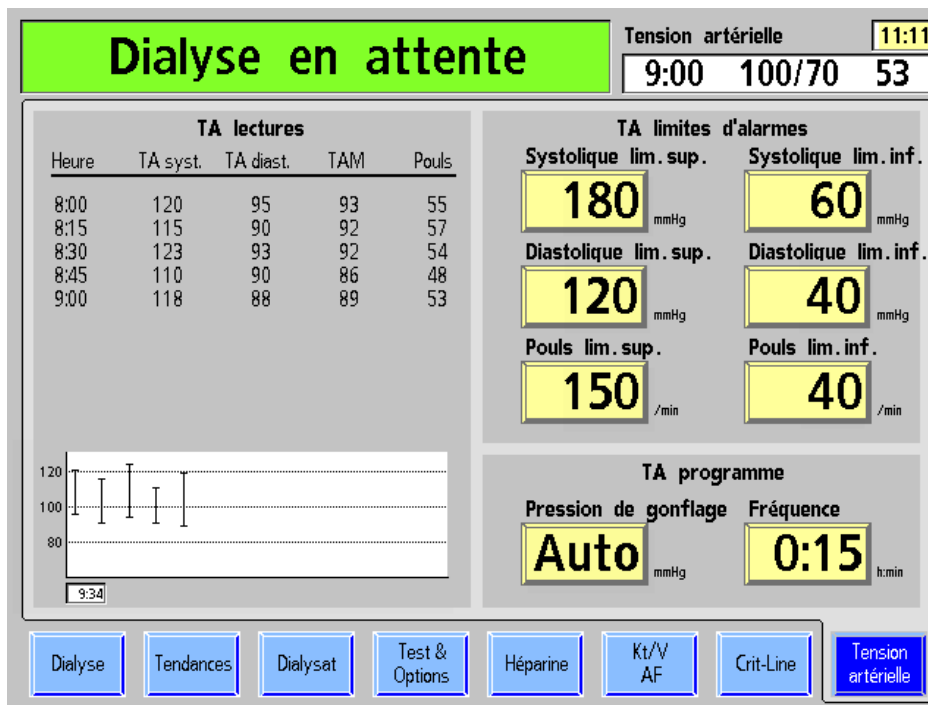 Dialyse en attente
Tension artérielle 11:11
9:00 100/70 53
TA lectures
Heure TA syst. TA diast. TAM Pouls
8:00 120 95 93 55
8:15 115 90 92 57
8:30 123 93 92 54
8:45 110 90 86 48
9:00 118 88 89 53
120
100
80
9:34
TA limites d'alarmes
Systolique lim.sup. Systolique lim.inf.
180 mmHg 60 mmHg
Diastolique lim.sup. Diastolique lim.inf.
120 mmHg 40 mmHg
Pouls lim.sup. Pouls lim.inf.
150 /min 40 /min
TA programme
Pression de gonflage Fréquence
Auto mmHg 0:15 h:min
Dialyse
Tendances
Dialysat
Test &
Options
Héparine
Kt/V
AF
Crit-Line
Tension
artérielle